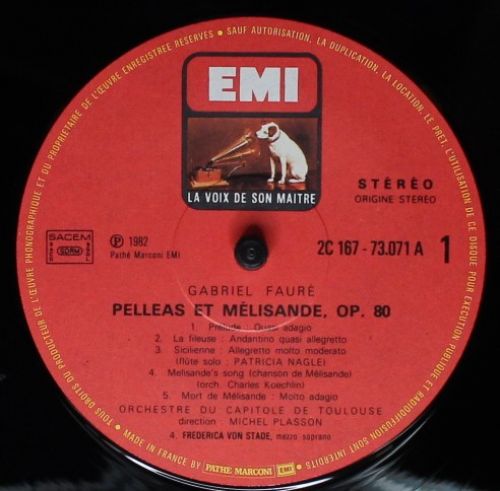 TOUS DROITS DU PRODUCTEUR DE L'ŒUVRE PHONOGRAPHIQUE ET DU PROPRIETAIRE DE L'ŒUVRE ENREGISTREE RESERVES • SAUF AUTORISATION, LA DUPLICATION, LA LOCATION, LE PRET, L'UTILISATION DE CE DISQUE POUR EXECUTION PUBLIQUE ET RADIODIFFUSION SONT INTERDITS •
EMI
LA VOIX DE SON MAITRE
STÉRÉO
ORIGINE STEREO
SACEM
SDRM
℗ 1982
Pathé Marconi EMI
2C 167 - 73.071 A 1
GABRIEL FAURÉ
PELLEAS ET MÉLISANDE, OP. 80
1. Prélude : Quasi adagio
2. La fileuse : Andantino quasi allegretto
3. Sicilienne : Allegretto molto moderato
(flûte solo : PATRICIA NAGLE)
4. Melisande's song (chanson de Mélisande)
(orch. Charles Koechlin)
5. Mort de Mélisande : Molto adagio
ORCHESTRE DU CAPITOLE DE TOULOUSE
direction : MICHEL PLASSON
4. FREDERICA VON STADE, mezzo soprano
MADE IN FRANCE BY PATHE MARCONI EMI